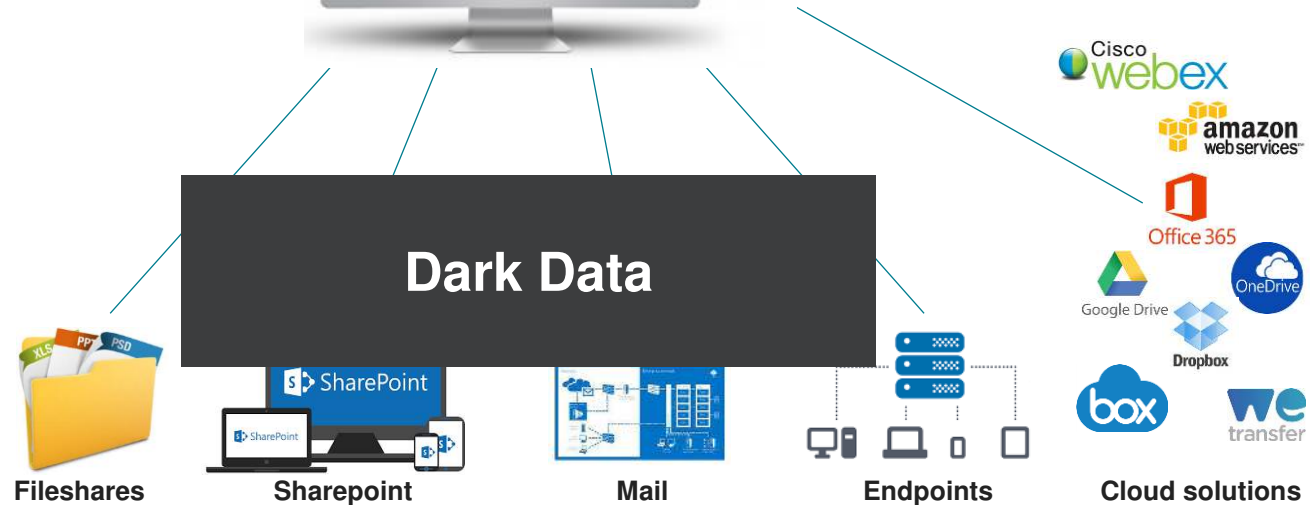 Cisco
webex
amazon
webservices™
Office 365
OneDrive
Google Drive
Dropbox
box
we
transfer
Dark Data
XLS
PPT
PSD
S SharePoint
S SharePoint
S
S
Fileshares
Sharepoint
Mail
Endpoints
Cloud solutions